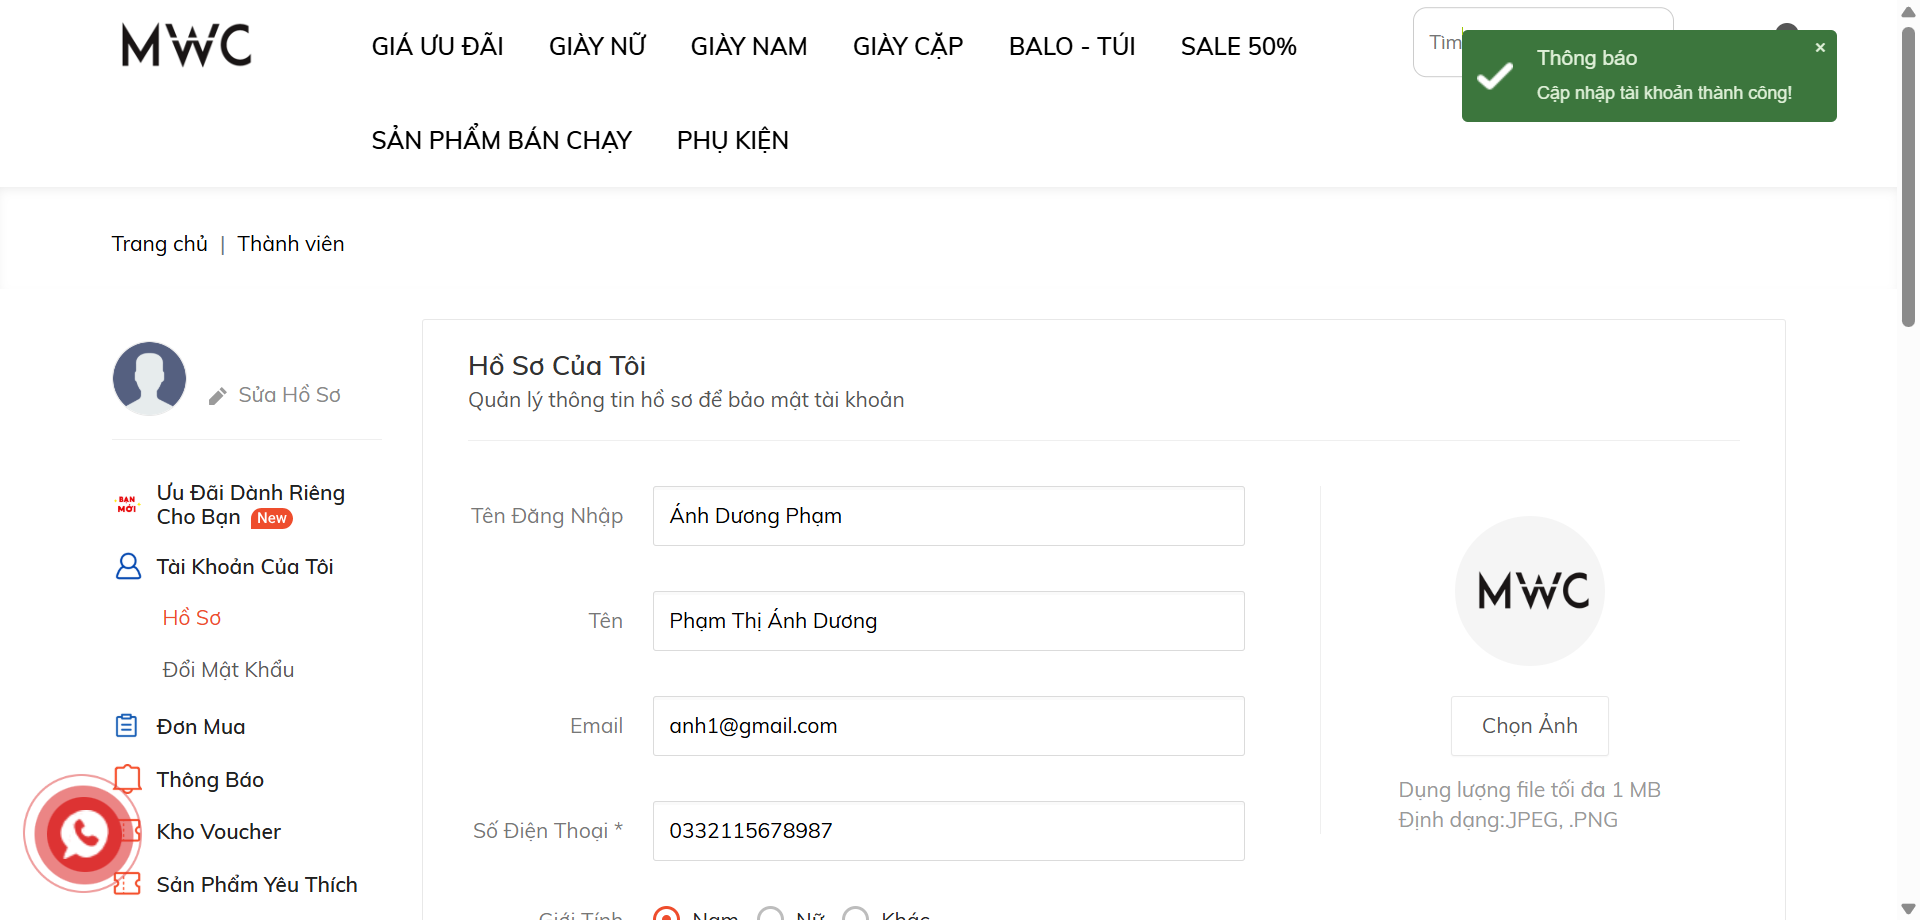 MWC
GIÁ ƯU ĐÃI GIÀY NỮ GIÀY NAM GIÀY CẶP BALO - TÚI SALE 50%
SẢN PHẨM BÁN CHẠY PHỤ KIỆN
Tìm
Thông báo
×
Cập nhập tài khoản thành công!
Trang chủ | Thành viên
Sửa Hồ Sơ
BẠN
MỚI
Ưu Đãi Dành Riêng
Cho Bạn New
Tài Khoản Của Tôi
Hồ Sơ
Đổi Mật Khẩu
Đơn Mua
Thông Báo
Kho Voucher
Sản Phẩm Yêu Thích
Hồ Sơ Của Tôi
Quản lý thông tin hồ sơ để bảo mật tài khoản
Tên Đăng Nhập Ánh Dương Phạm
Tên Phạm Thị Ánh Dương
Email anh1@gmail.com
Số Điện Thoại * 0332115678987
Giới Tính Nam Nữ Khác
MWC
Chọn Ảnh
Dụng lượng file tối đa 1 MB
Định dạng:JPEG, .PNG